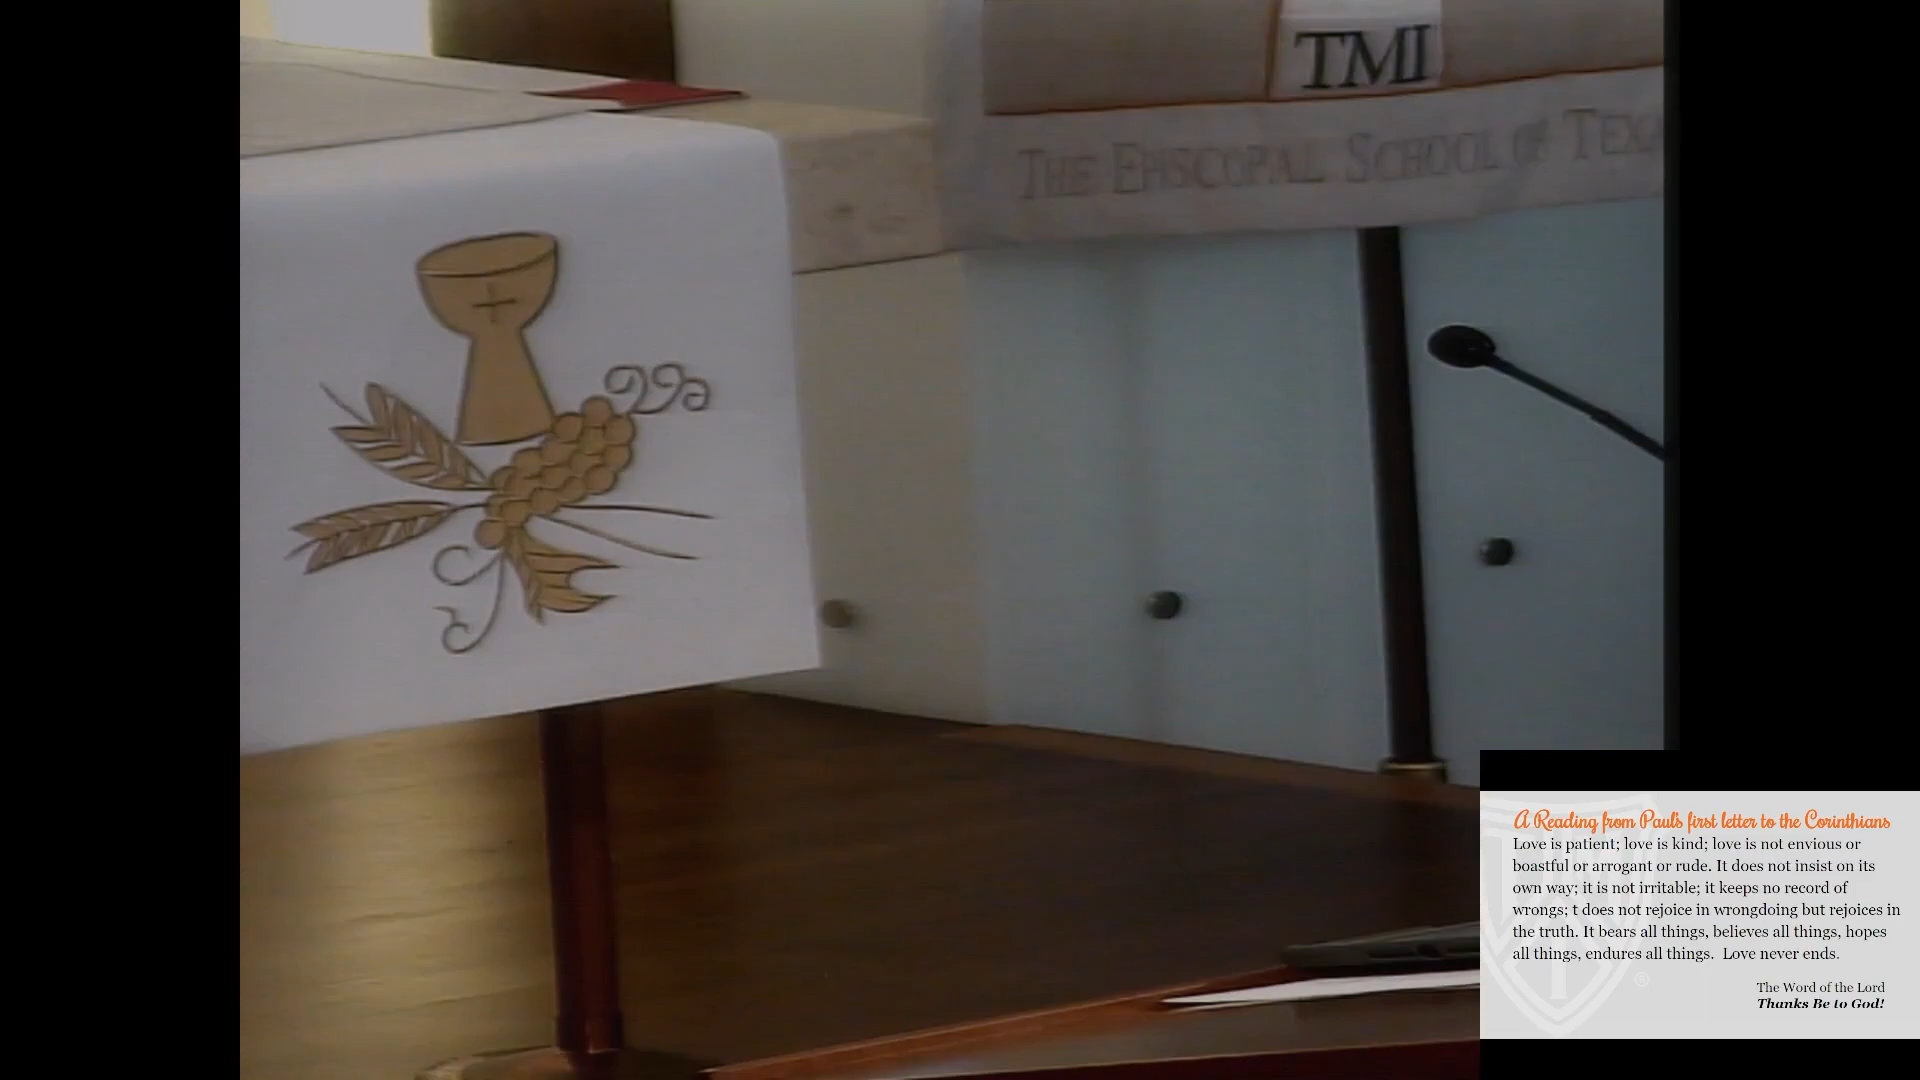 TMI
THE EPISCOPAL SCHOOL OF
A Reading from Paul's first letter to the Corinthians
Love is patient; love is kind; love is not envious or
boastful or arrogant or rude. It does not insist on its
own way; it is not irritable; it keeps no record of
wrongs; t does not rejoice in wrongdoing but rejoices in
the truth. It bears all things, believes all things, hopes
all things, endures all things.  Love never ends.
The Word of the Lord
Thanks Be to God!